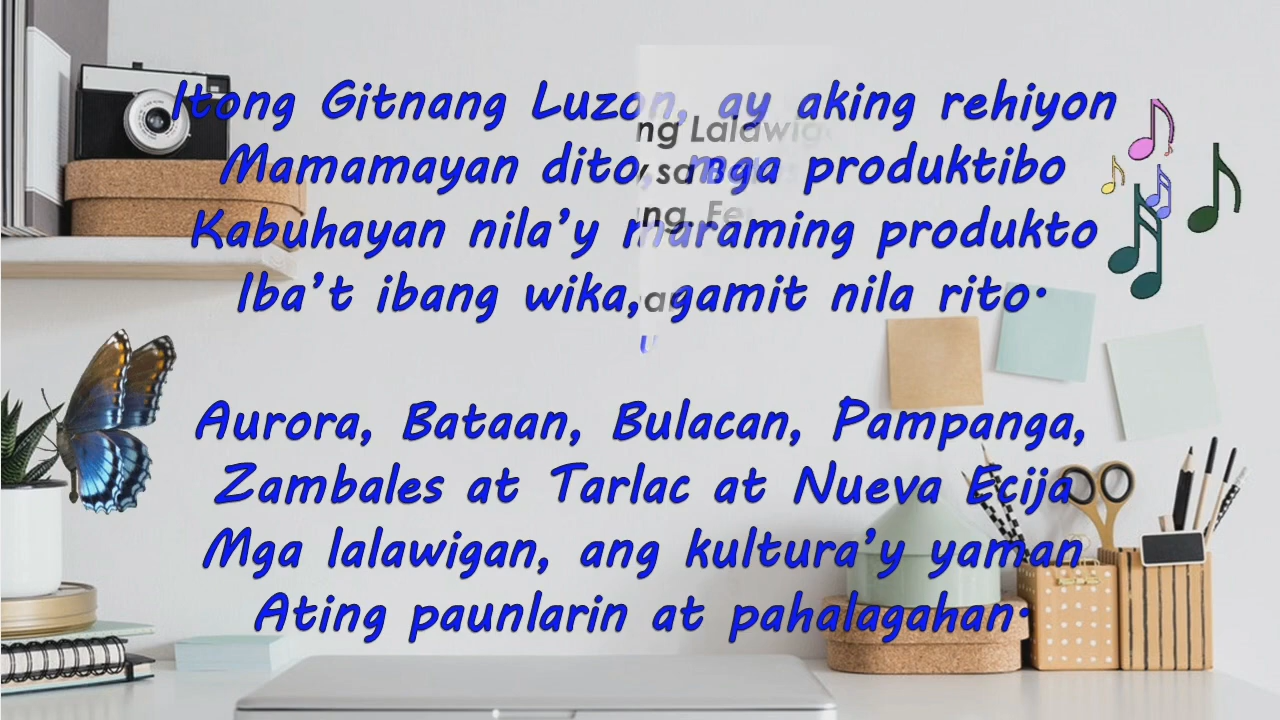 Itong Gitnang Luzon, ay aking rehiyon
Mamamayan dito, mga produktibo
Kabuhayan nila’y maraming produkto
Iba’t ibang wika, gamit nila rito.
Aurora, Bataan, Bulacan, Pampanga,
Zambales at Tarlac at Nueva Ecija
Mga lalawigan, ang kultura’y yaman
Ating paunlarin at pahalagahan.